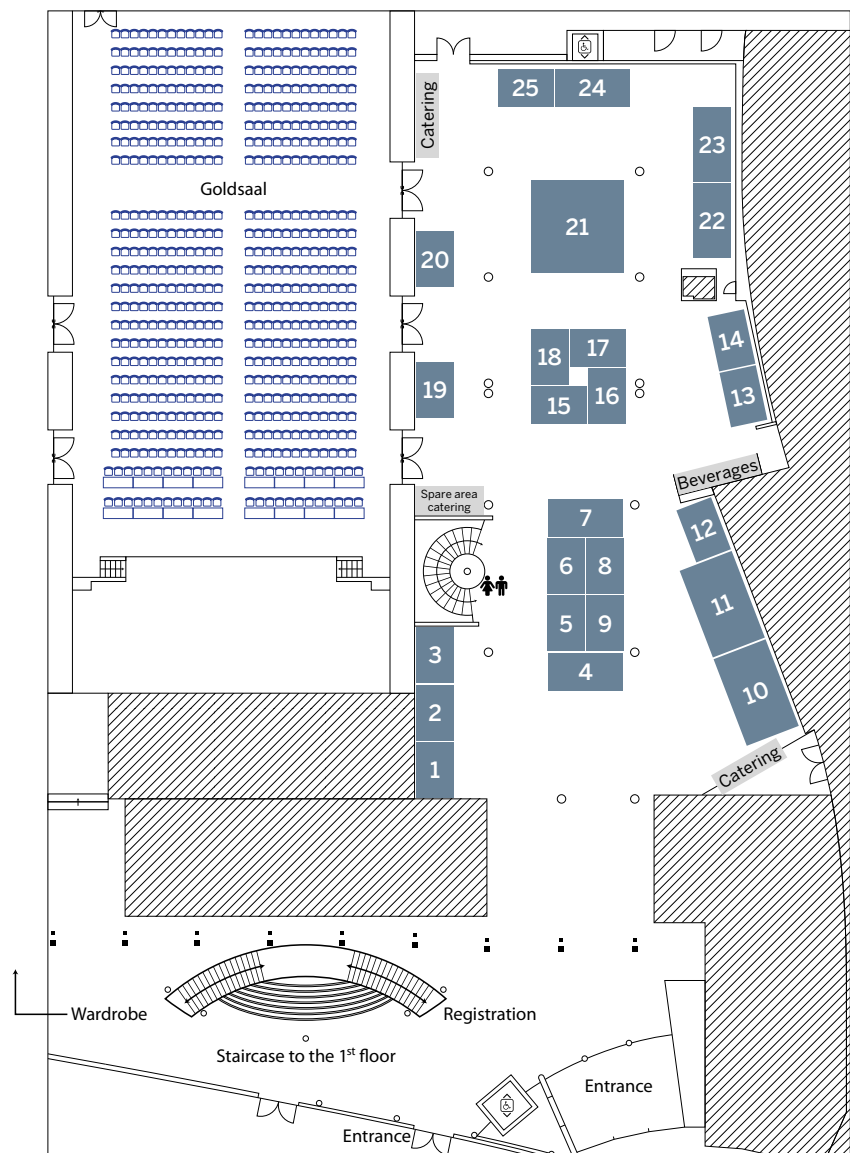 25
24
Catering
23
Goldsaal
21
22
20
14
17
18
19
13
16
15
Beverages
Spare area
catering
7
12
6
8
11
5
9
3
4
10
2
1
Catering
Wardrobe
Registration
Staircase to the 1st floor
Entrance
Entrance